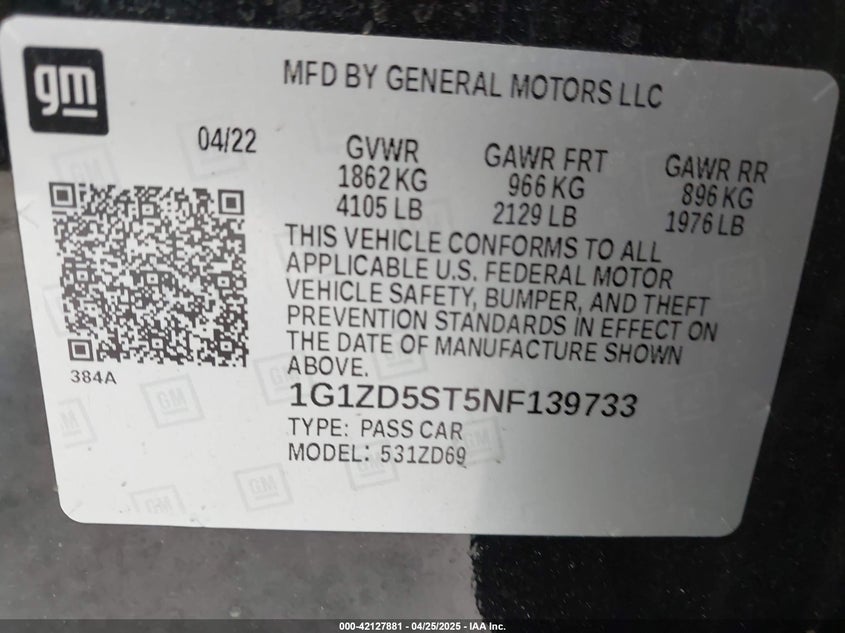 gm
MFD BY GENERAL MOTORS LLC
04/22
GVWR
1862 KG
4105 LB
GAWR FRT
966 KG
2129 LB
GAWR RR
896 KG
1976 LB
THIS VEHICLE CONFORMS TO ALL
APPLICABLE U.S. FEDERAL MOTOR
VEHICLE SAFETY, BUMPER, AND THEFT
PREVENTION STANDARDS IN EFFECT ON
THE DATE OF MANUFACTURE SHOWN
ABOVE.
384A
1G1ZD5ST5NF139733
TYPE: PASS CAR
MODEL: 531ZD69
000-42127881 / 04/25/2025 - IAA Inc.